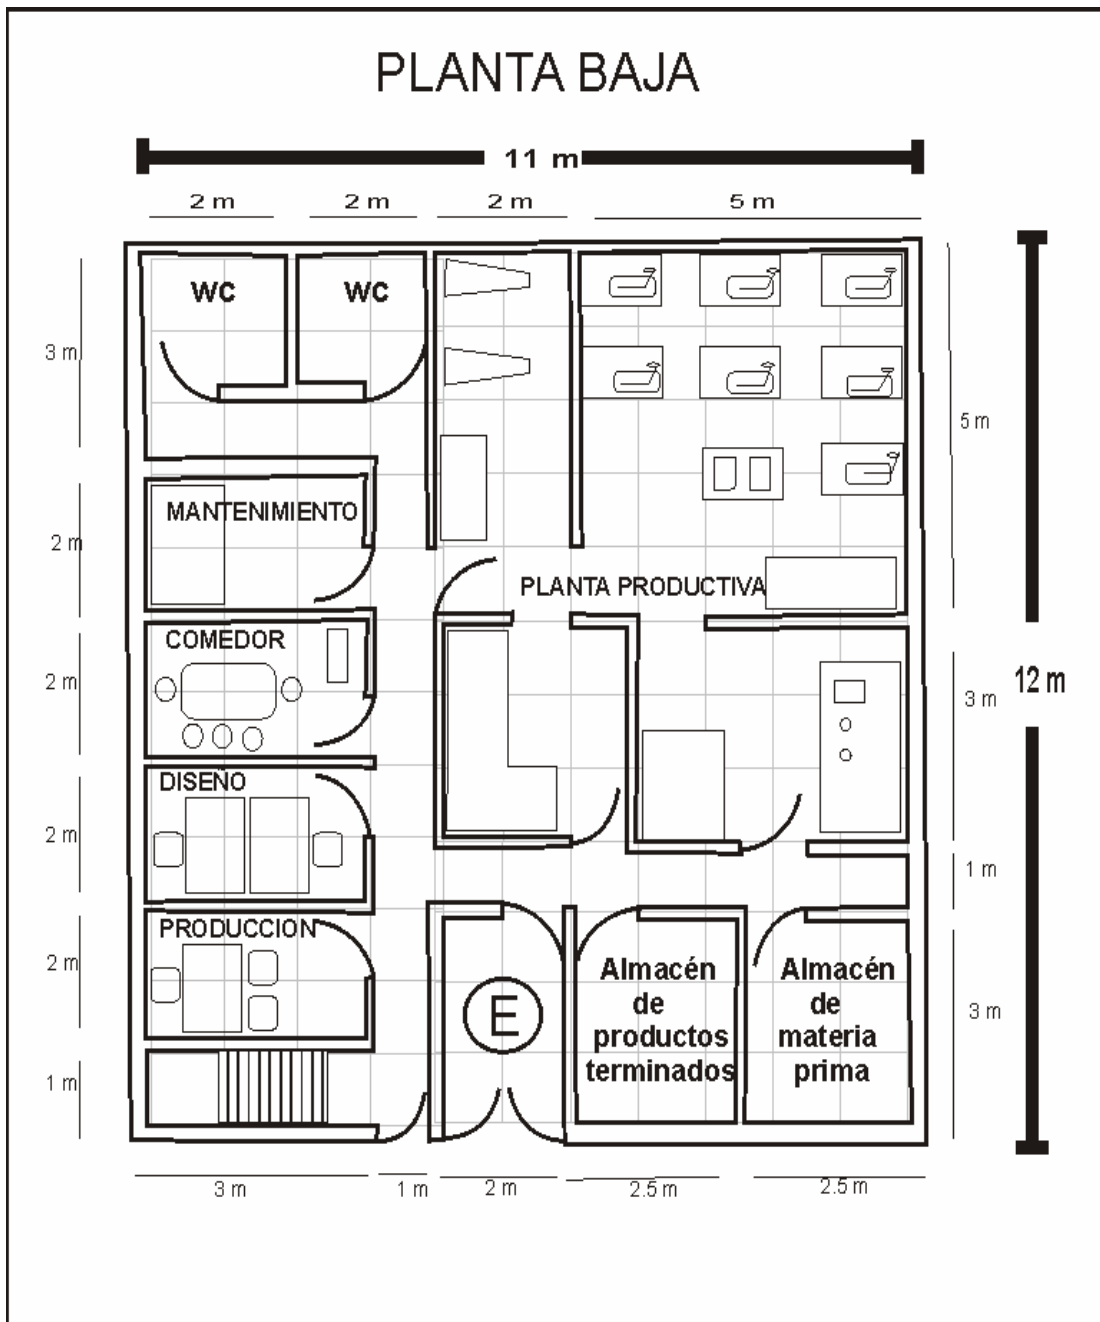 PLANTA BAJA
11 m
2 m
2 m
2 m
5 m
WC
WC
3 m
5 m
MANTENIMIENTO
2 m
PLANTA PRODUCTIVA
COMEDOR
2 m
3 m
12 m
DISEÑO
2 m
1 m
PRODUCCION
2 m
E
Almacén
de
productos
terminados
Almacén
de
materia
prima
3 m
1 m
3 m
1 m
2 m
2.5 m
2.5 m